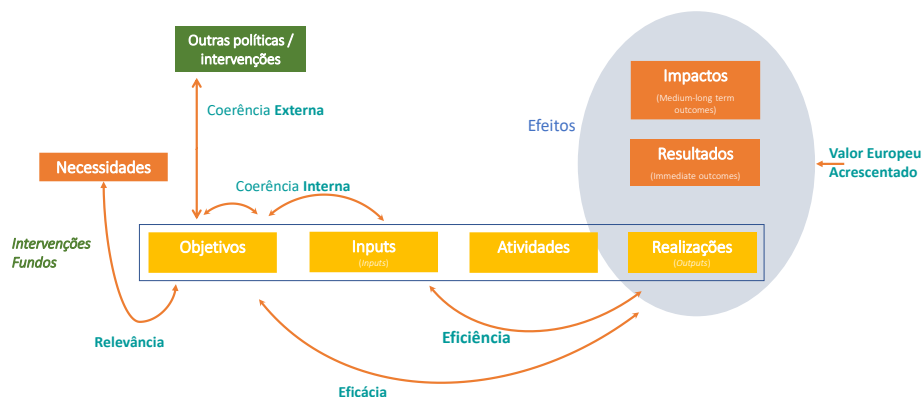 Outras políticas /
intervenções
Impactos
(Medium-long term
outcomes)
Coerência Externa
Efeitos
Resultados
(Immediate outcomes)
Valor Europeu
Acrescentado
Necessidades
Coerência Interna
Intervenções
Fundos
Objetivos
Inputs
(Inputs)
Atividades
Realizações
(Outputs)
Relevância
Eficiência
Eficácia